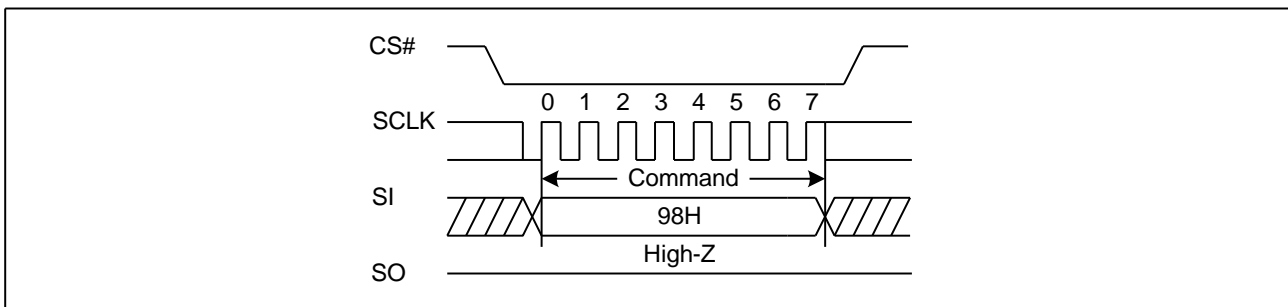 CS#
0 1 2 3 4 5 6 7
SCLK
Command
SI
98H
High-Z
SO